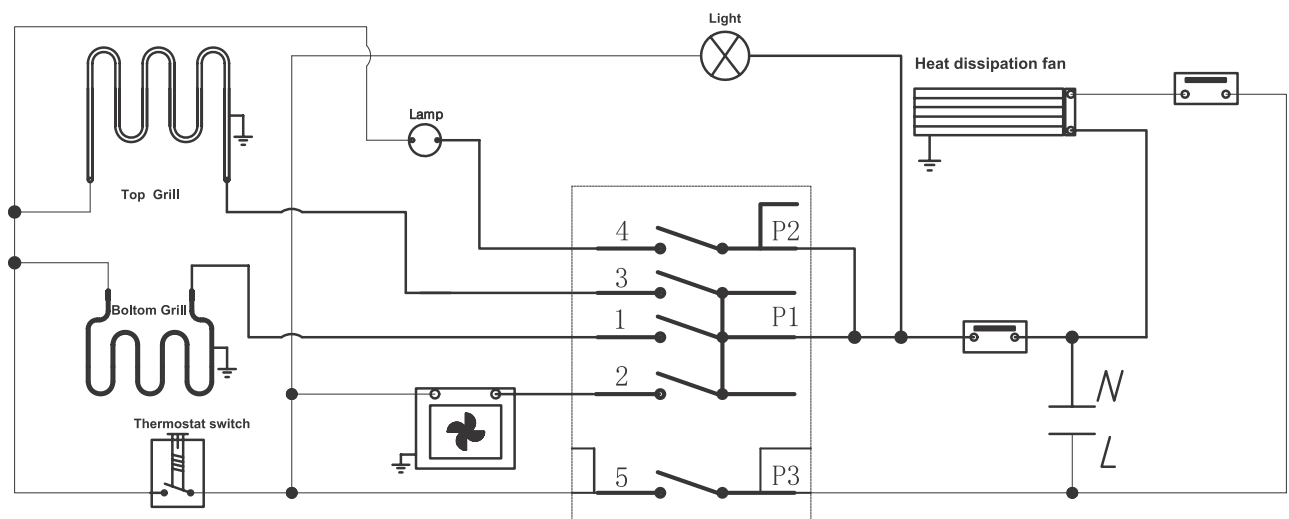 Light
Heat dissipation fan
Lamp
Top Grill
4
P2
3
Boltom Grill
1
P1
2
N
Thermostat switch
L
5
P3